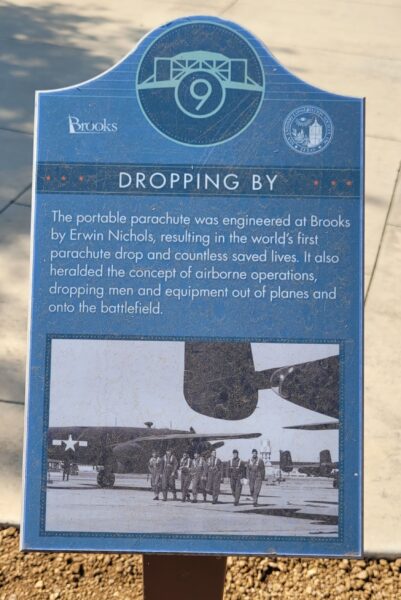 9
Brooks
DROPPING BY
The portable parachute was engineered at Brooks
by Erwin Nichols, resulting in the world's first
parachute drop and countless saved lives. It also
heralded the concept of airborne operations,
dropping men and equipment out of planes and
onto the battlefield.